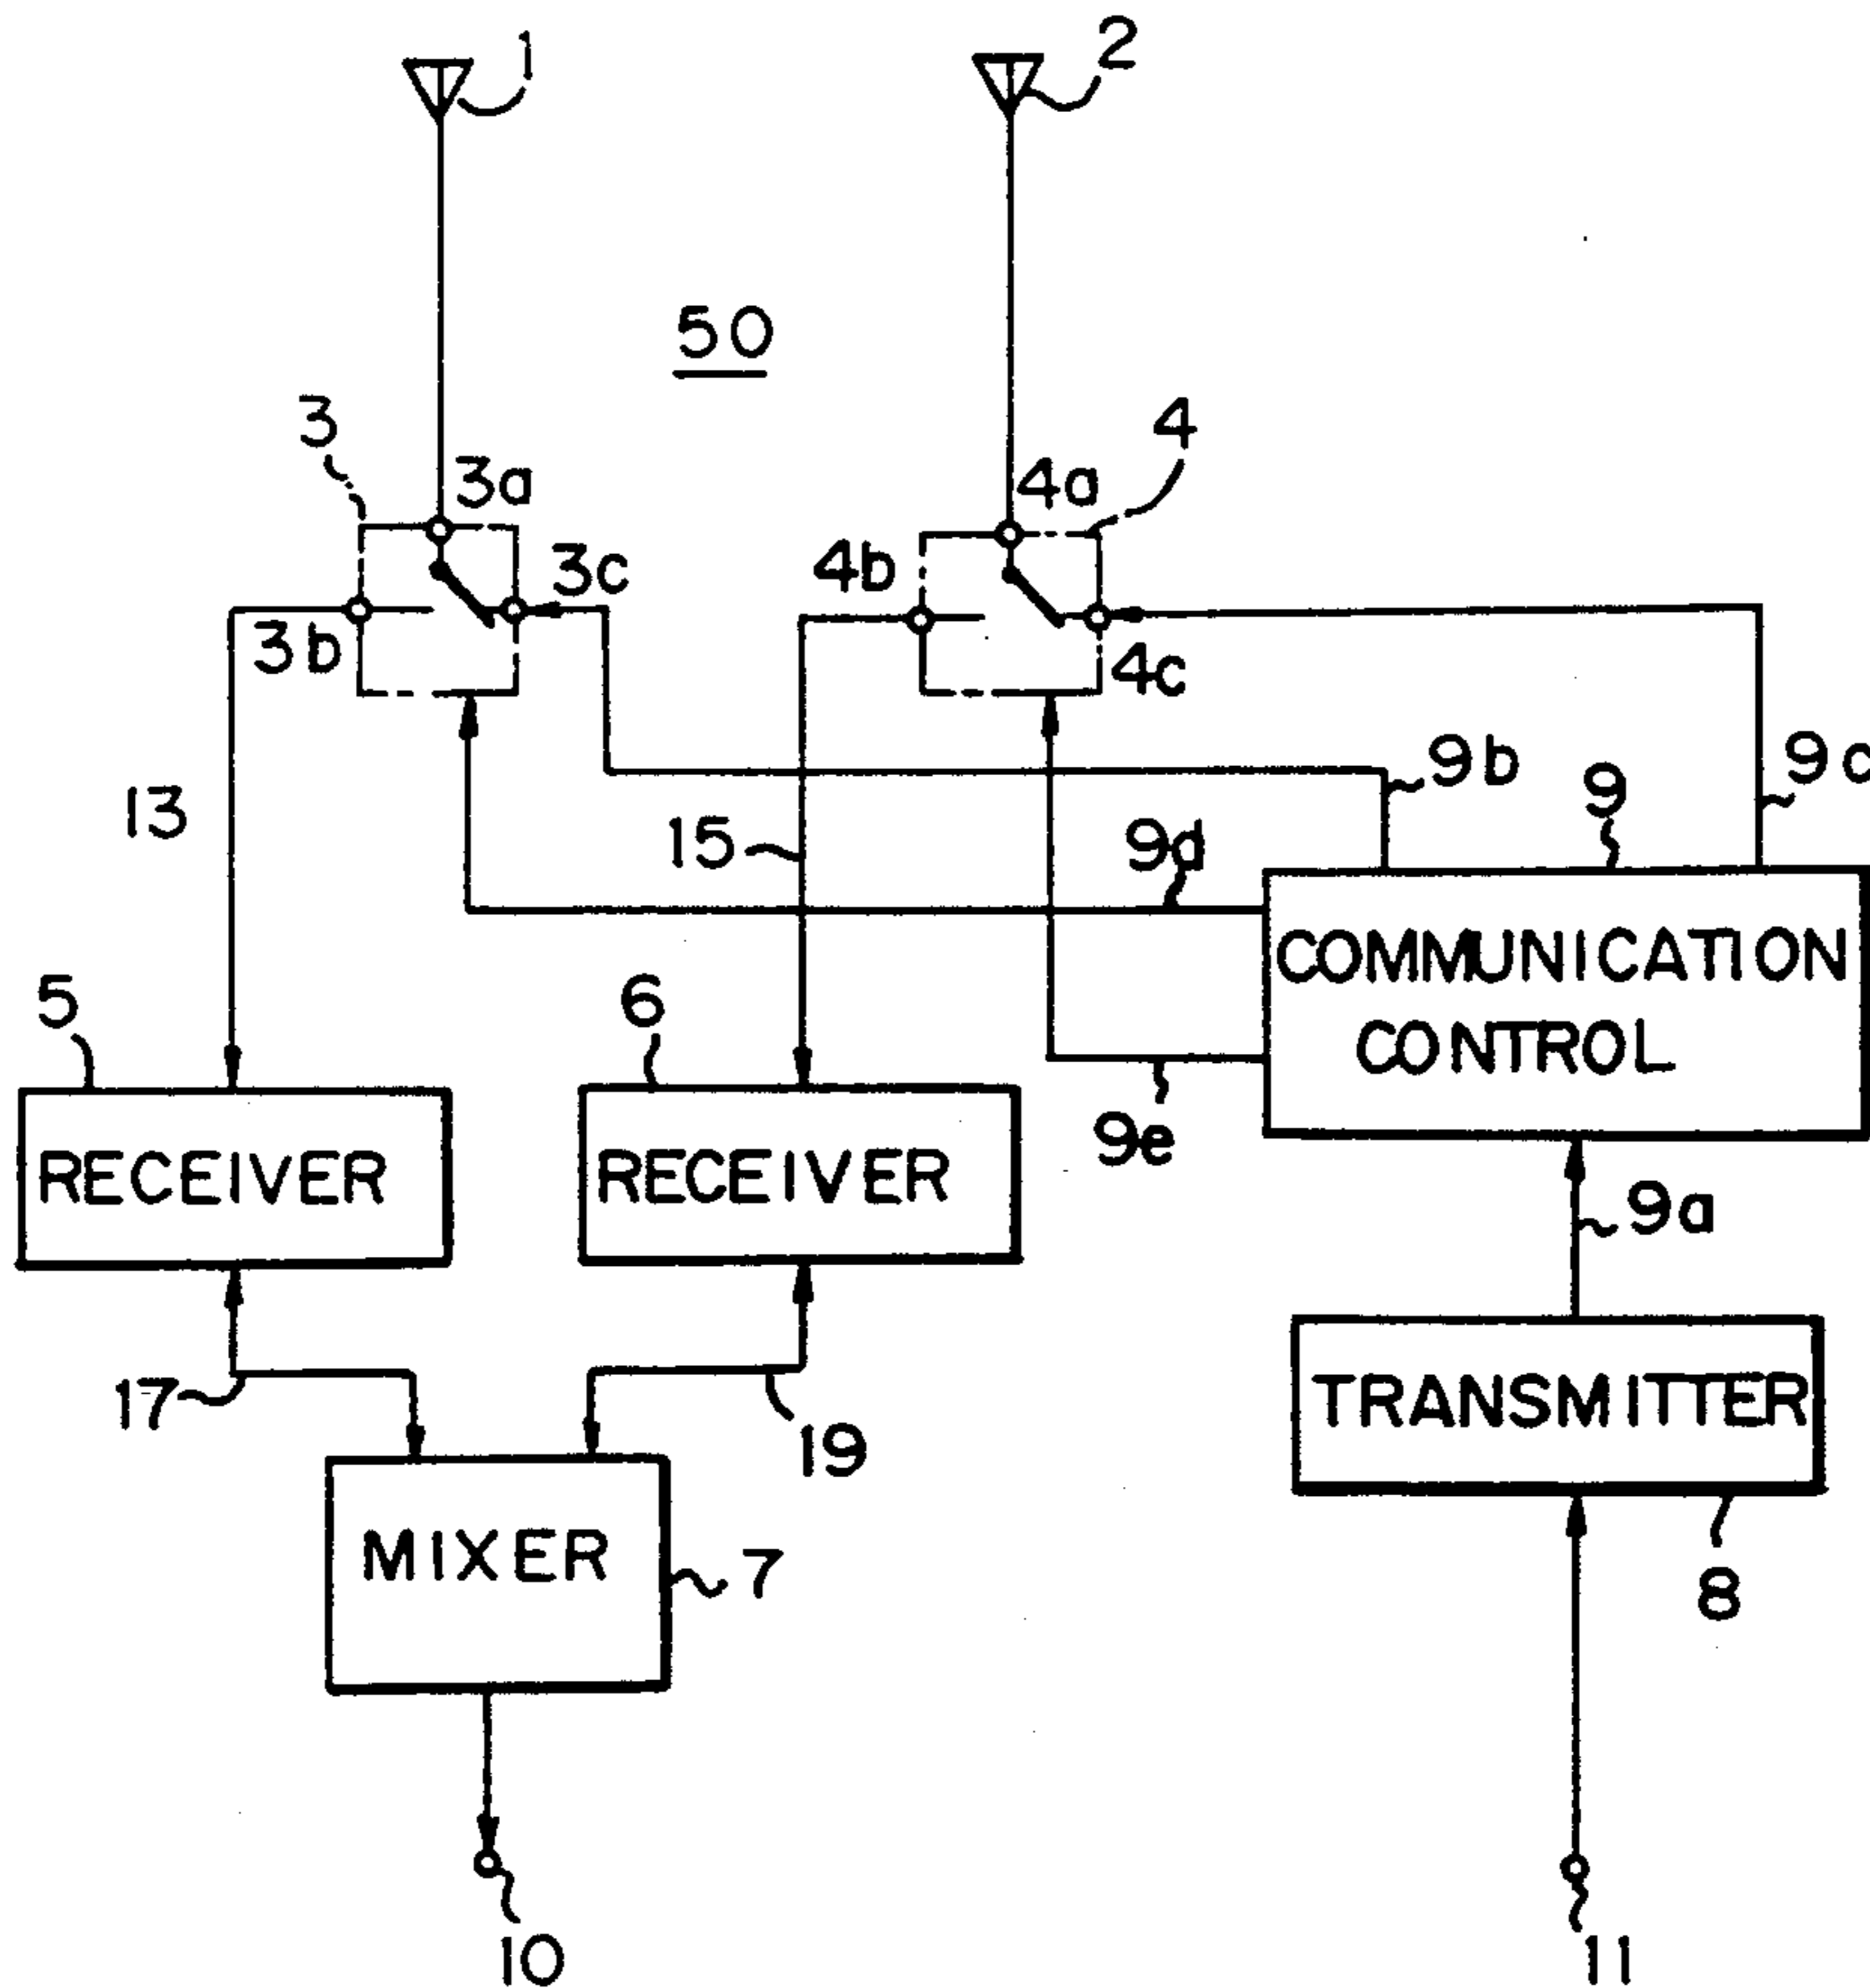 1
2
50
3
4
3a
4a
3c
4b
3b
4c
9b
9
13
15
9d
5
6
COMMUNICATION
CONTROL
9e
RECEIVER
RECEIVER
9a
17
19
TRANSMITTER
MIXER
7
8
10
11